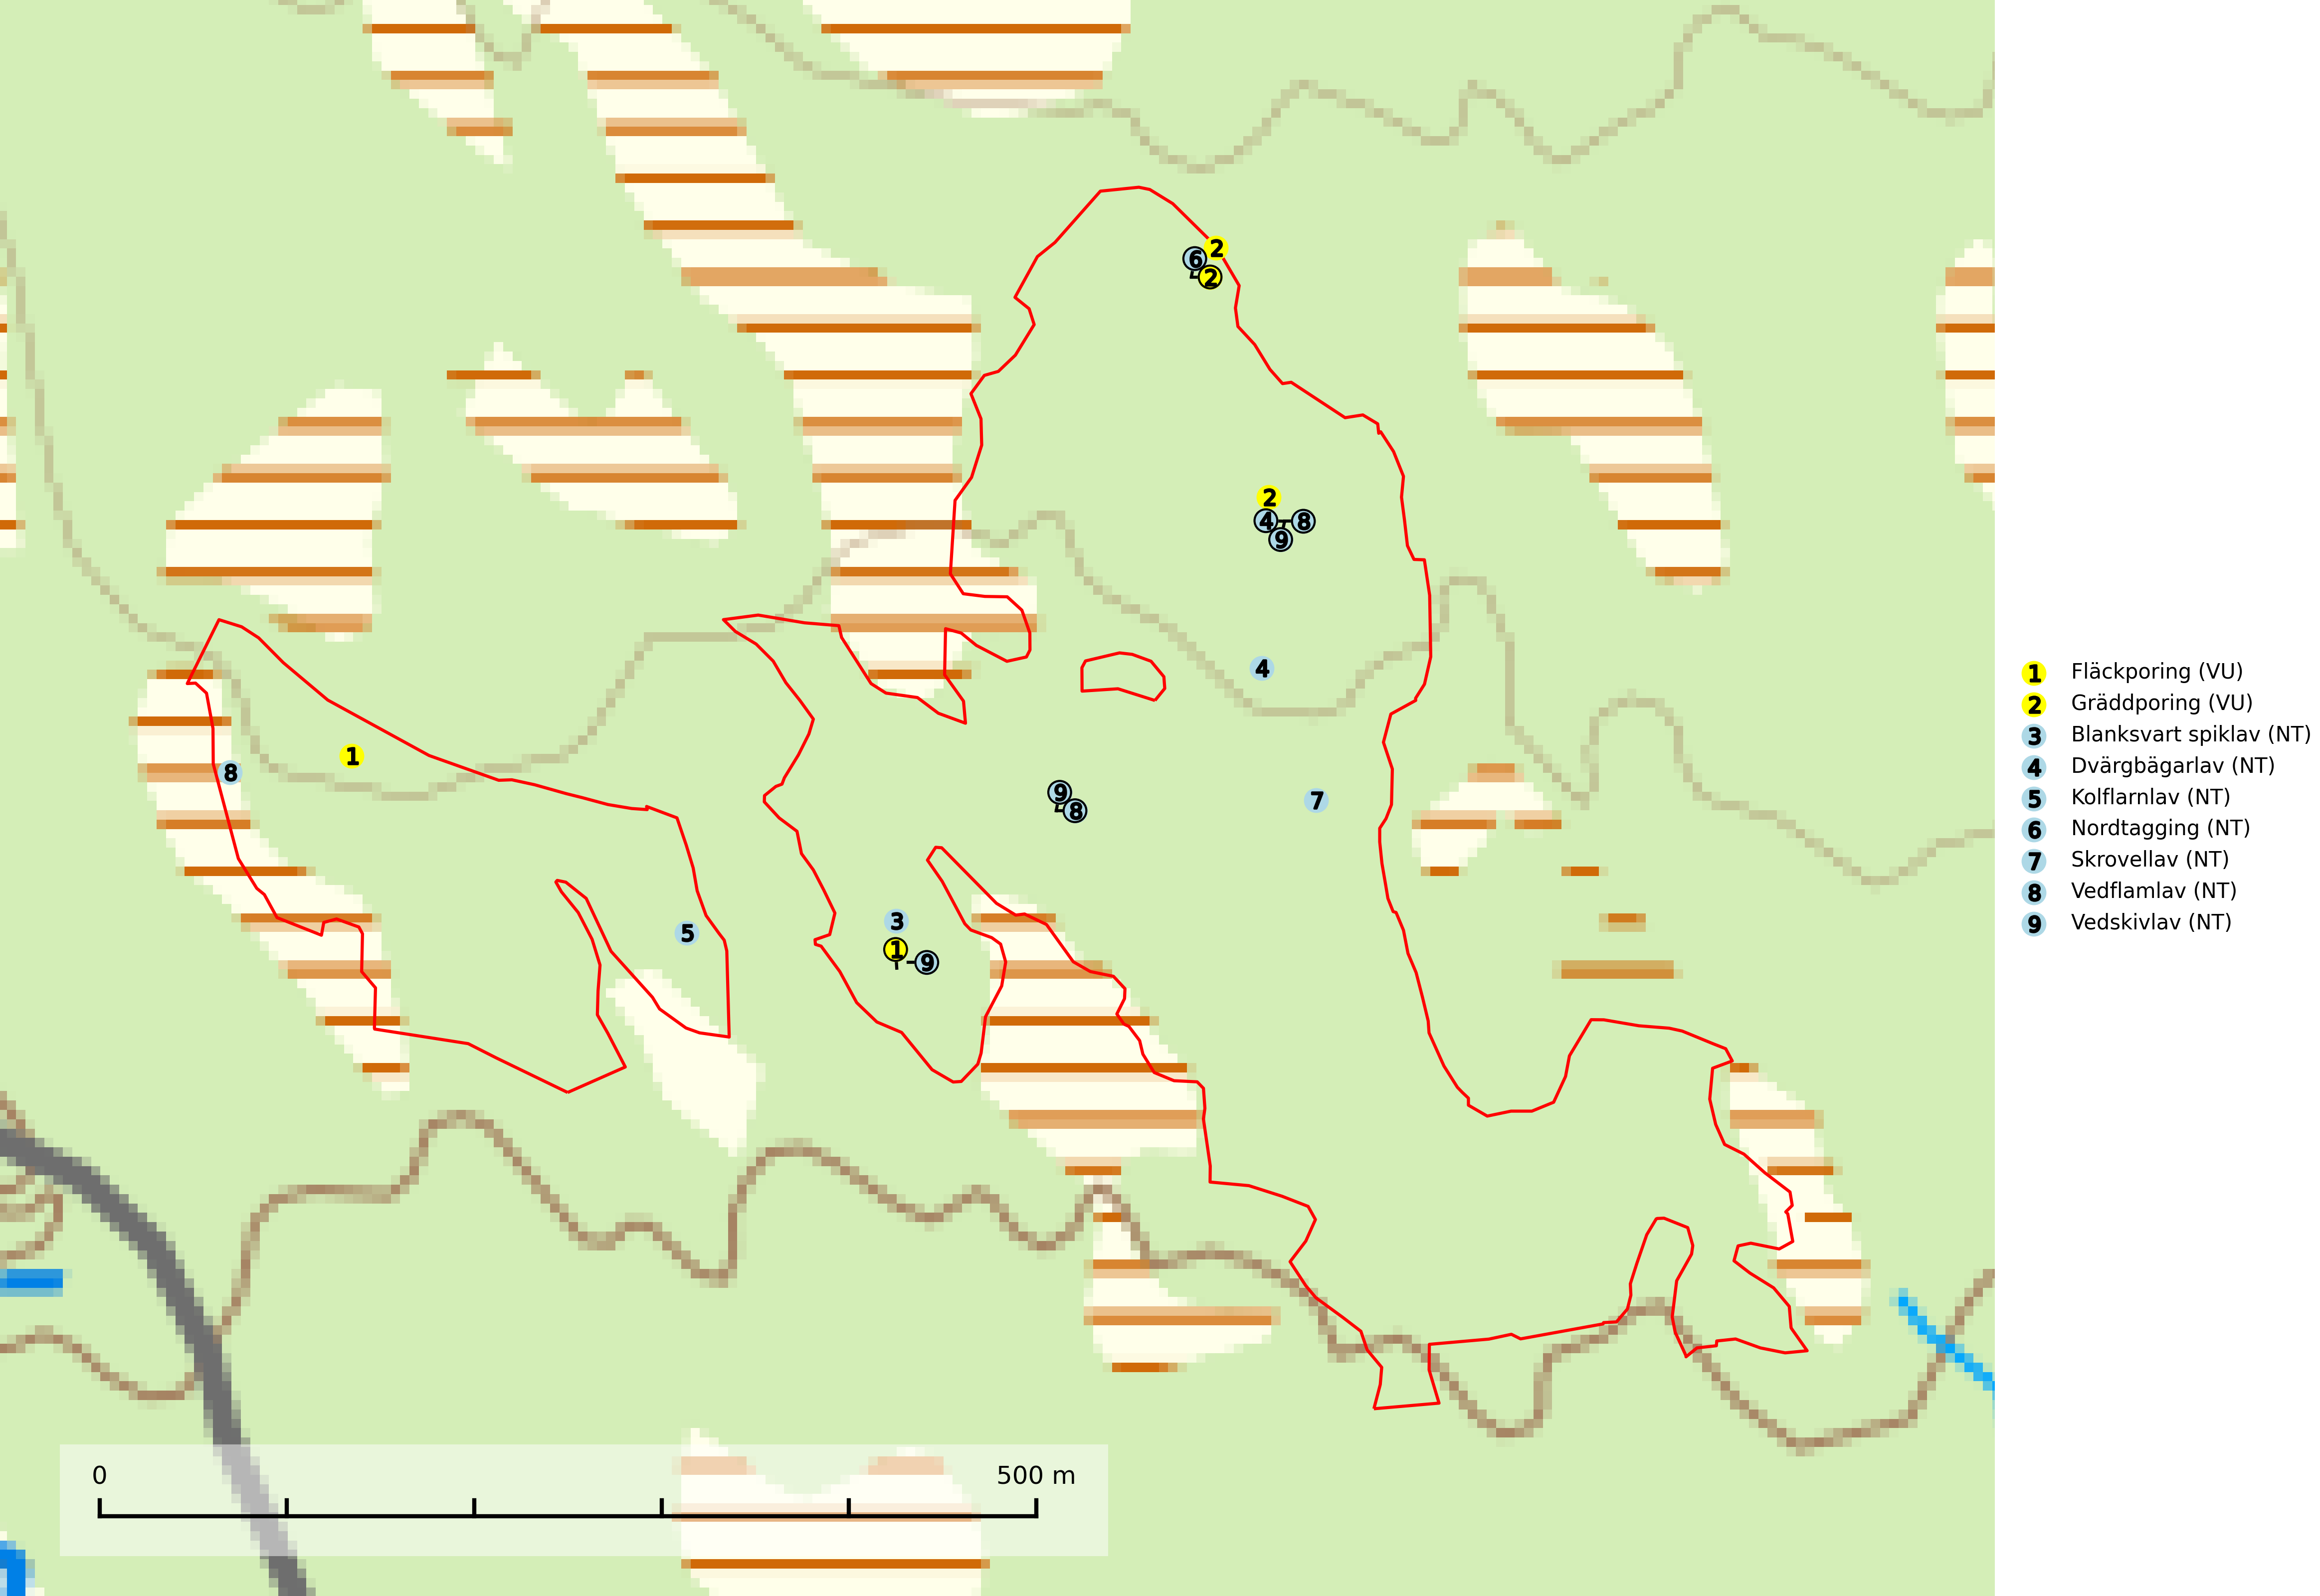 2
6
2
2
4 8
9
4
1
8
9
8
7
3
5
1
9
1 Fläckporing (VU)
2 Gräddporing (VU)
3 Blanksvart spiklav (NT)
4 Dvärgbägarlav (NT)
5 Kolflarnlav (NT)
6 Nordtagging (NT)
7 Skrovellav (NT)
8 Vedflamlav (NT)
9 Vedskivlav (NT)
0 500 m